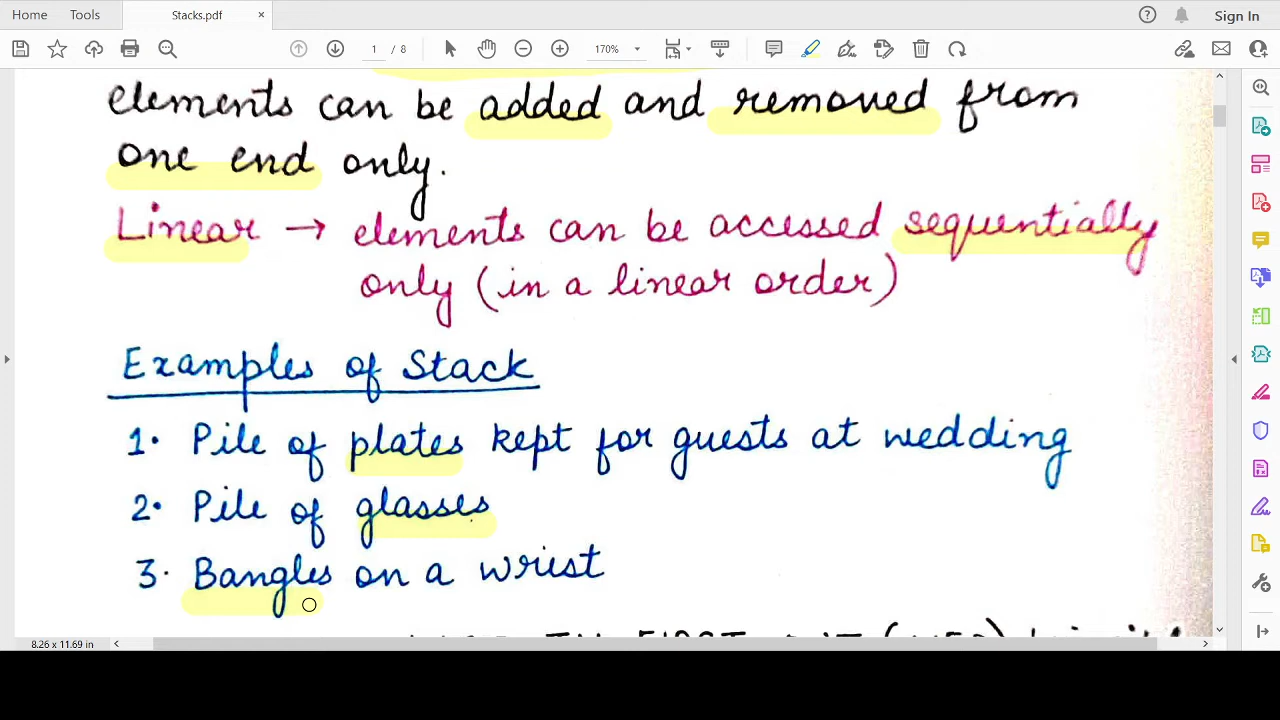 Home Tools Stacks.pdf × Sign In
1 / 8 170%
elements can be added and removed from
one end only.
Linear → elements can be accessed sequentially
only (in a linear order)
Examples of Stack
1. Pile of plates kept for guests at wedding
2. Pile of glasses
3. Bangles on a wrist
8.26 x 11.69 in